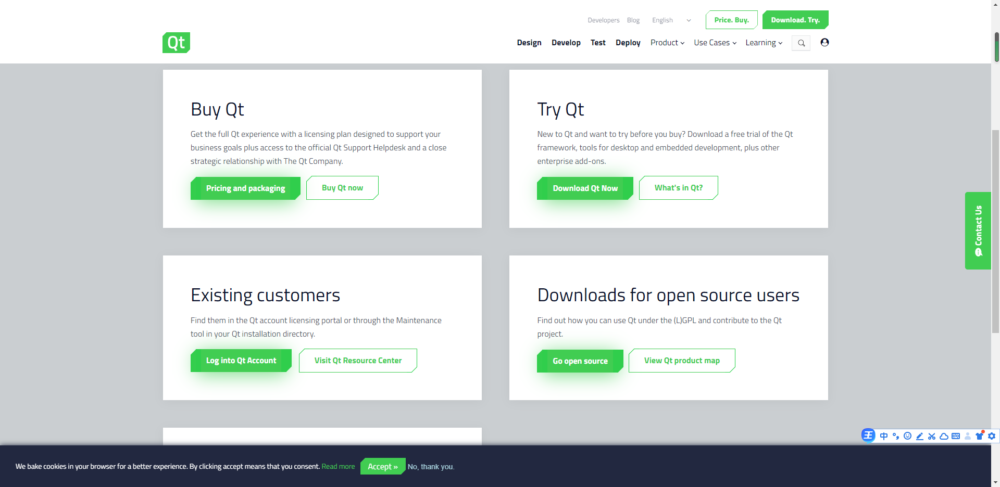 Developers Blog English Price. Buy. Download. Try.
Qt
Design Develop Test Deploy Product Use Cases Learning
Buy Qt
Get the full Qt experience with a licensing plan designed to support your
business goals plus access to the official Qt Support Helpdesk and a close
strategic relationship with The Qt Company.
Pricing and packaging Buy Qt now
Try Qt
New to Qt and want to try before you buy? Download a free trial of the Qt
framework, tools for desktop and embedded development, plus other
enterprise add-ons.
Download Qt Now What's in Qt?
Contact Us
Existing customers
Find them in the Qt account licensing portal or through the Maintenance
tool in your Qt installation directory.
Log into Qt Account Visit Qt Resource Center
Downloads for open source users
Find out how you can use Qt under the (L)GPL and contribute to the Qt
project.
Go open source View Qt product map
王 中
We bake cookies in your browser for a better experience. By clicking accept means that you consent. Read more Accept » No, thank you.